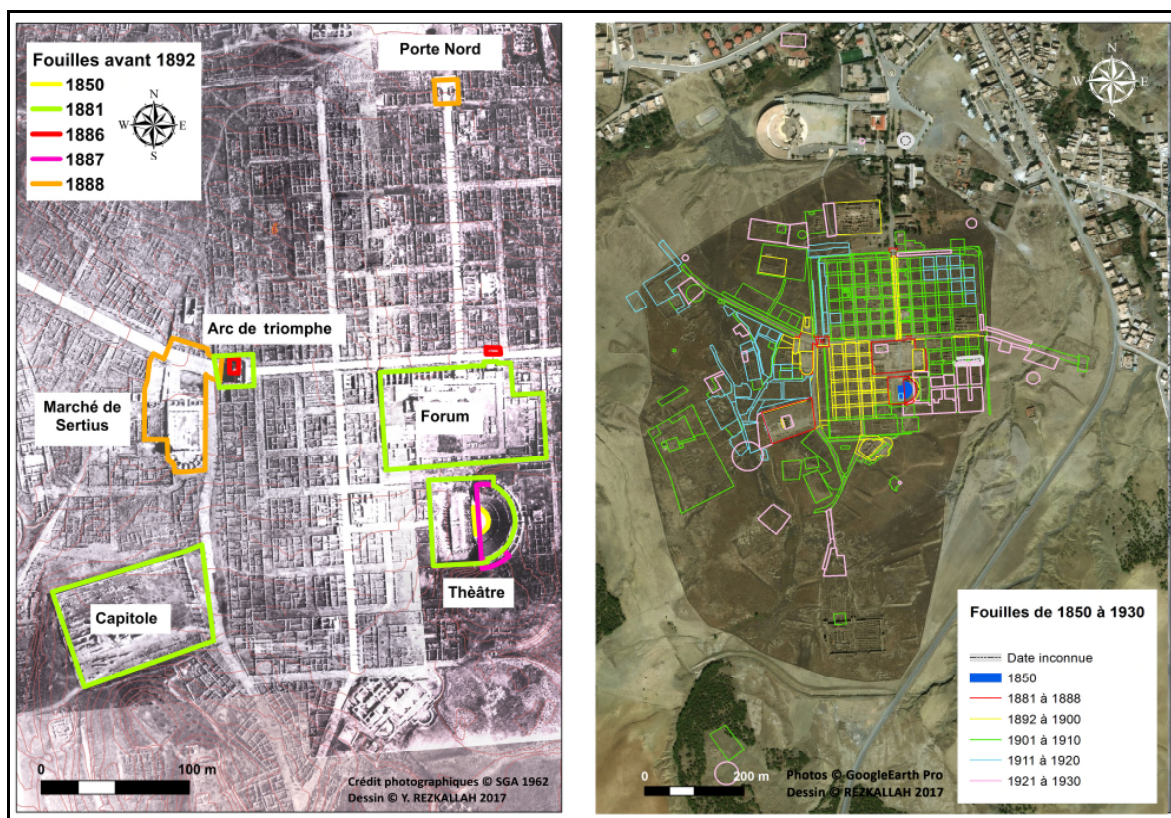 Fouilles avant 1892
1850
1881
1886
1887
1888
N
W E
S
Porte Nord
Arc de triomphe
Marché de
Sertius
Forum
Thèâtre
Capitole
0 100 m
Crédit photographiques © SGA 1962
Dessin © Y. REZKALLAH 2017
N
W E
S
Fouilles de 1850 à 1930
Date inconnue
1850
1881 à 1888
1892 à 1900
1901 à 1910
1911 à 1920
1921 à 1930
0 200 m
Photos © GoogleEarth Pro
Dessin © REZKALLAH 2017